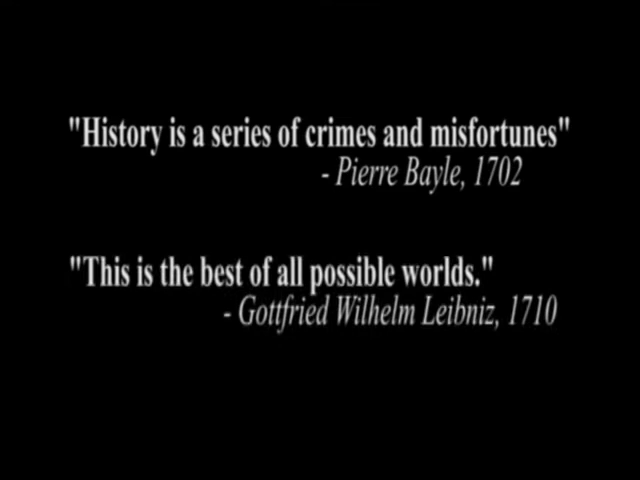 "History is a series of crimes and misfortunes"
- Pierre Bayle, 1702
"This is the best of all possible worlds."
- Gottfried Wilhelm Leibniz, 1710